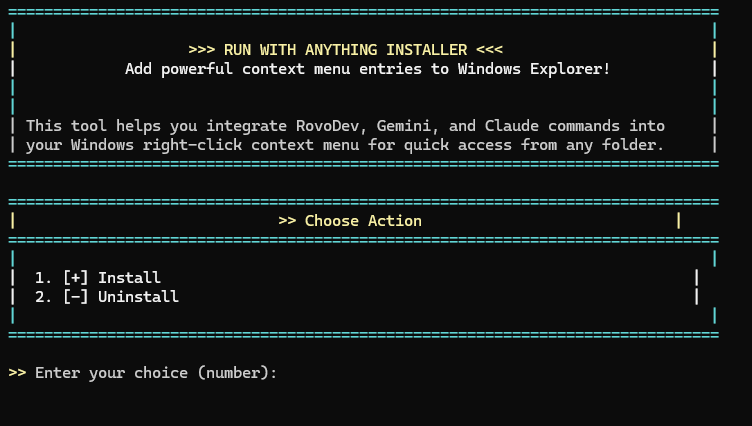 >>> RUN WITH ANYTHING INSTALLER <<<
Add powerful context menu entries to Windows Explorer!
This tool helps you integrate RovoDev, Gemini, and Claude commands into
your Windows right-click context menu for quick access from any folder.
>> Choose Action
1. [+] Install
2. [-] Uninstall
>> Enter your choice (number):